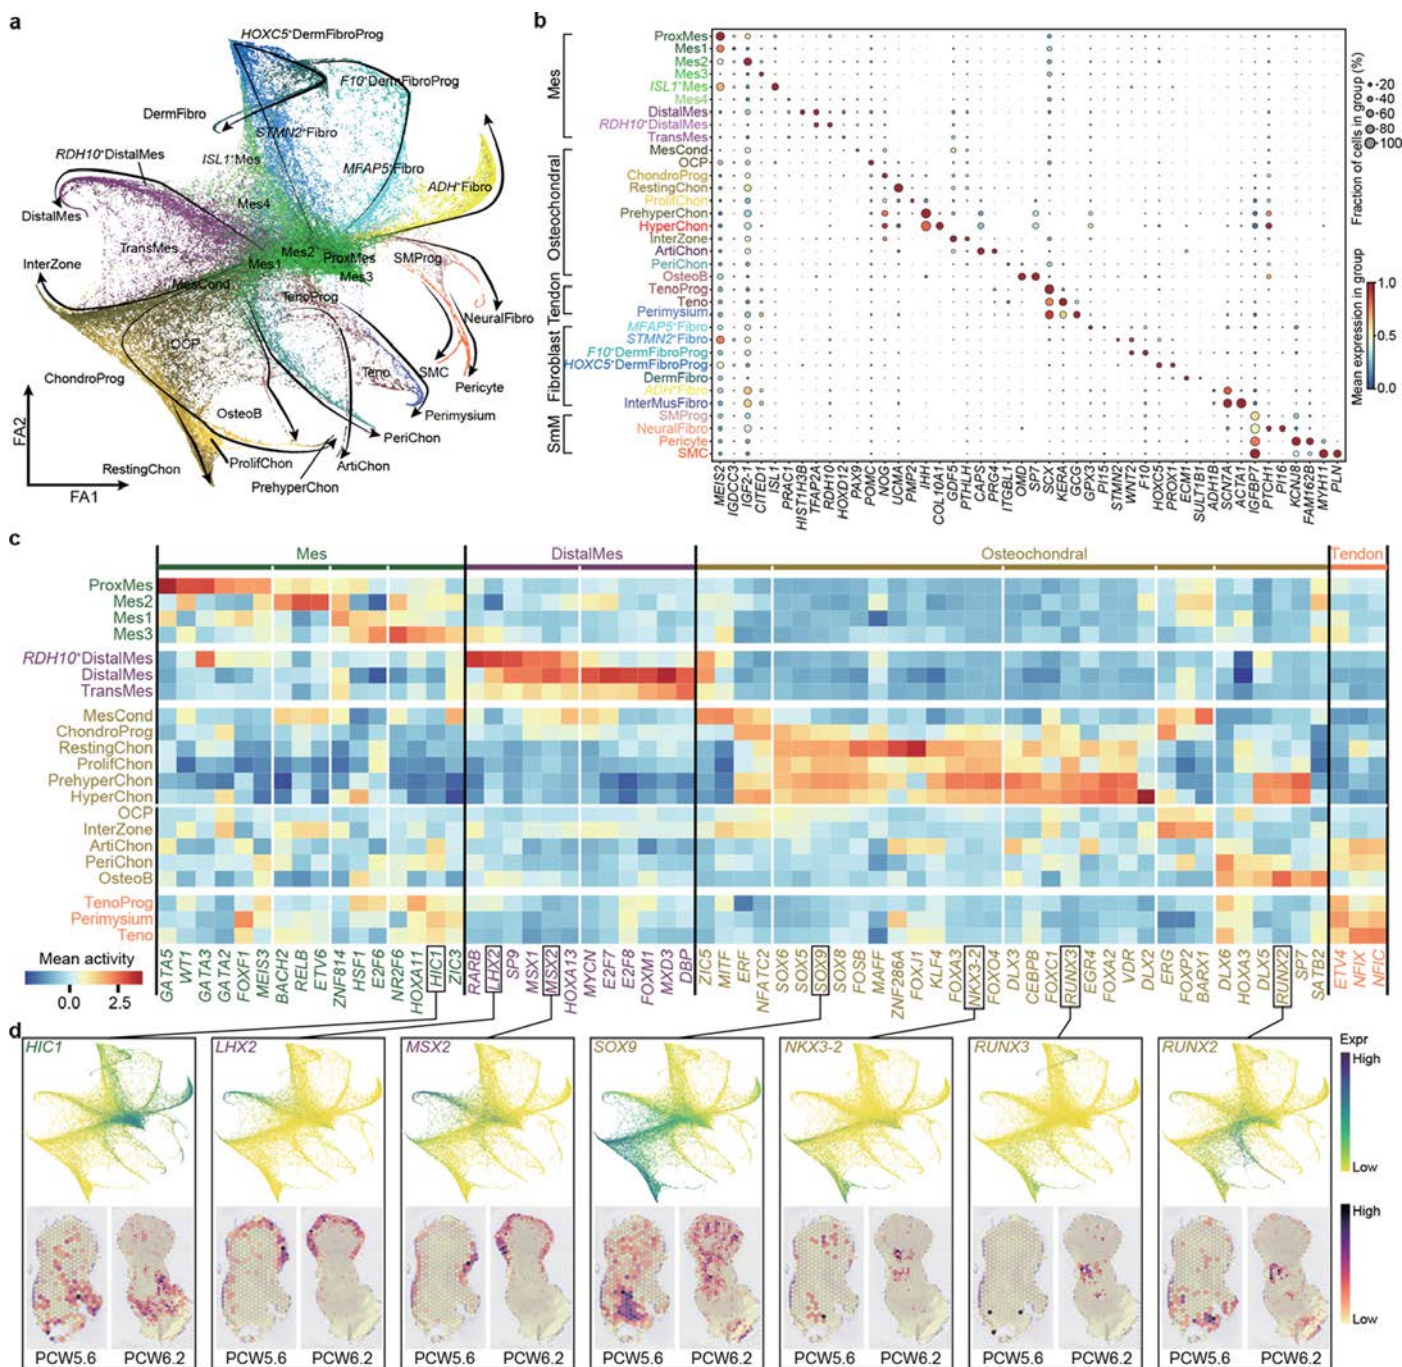 a
HOXC5+DermFibroProg
F10+DermFibroProg
DermFibro
STMN2+Fibro
RDH10+DistalMes
ISL1+Mes
MFAP5+Fibro
ADH+Fibro
DistalMes
Mes4
TransMes
Mes2
ProxMes
SMProg
InterZone
Mes1
Mes3
MesCond
TenoProg
NeuralFibro
OCP
ChondroProg
Teno
SMC
Pericyte
OsteoB
Perimysium
PeriChon
RestingChon
ProlifChon
ArtiChon
PrehyperChon
FA2
FA1
b
Mes
Osteochondral
Tendon
Fibroblast
SmM
ProxMes
Mes1
Mes2
Mes3
ISL1+Mes
Mes4
DistalMes
RDH10+DistalMes
TransMes
MesCond
OCP
ChondroProg
RestingChon
ProlifChon
PrehyperChon
HyperChon
InterZone
ArtiChon
PeriChon
OsteoB
TenoProg
Teno
Perimysium
MFAP5+Fibro
STMN2+Fibro
F10+DermFibroProg
HOXC5+DermFibroProg
DermFibro
ADH+Fibro
InterMusFibro
SMProg
NeuralFibro
Pericyte
SMC
MEIS2 IGDCC3 IGF2-1 CITED1 ISL1 PRAC1 HIST1H3B TFAP2A RDH10 HOXD12 PAX9 POMC NOG UCMA PMP2 IHH COL10A1 GDF5 PTHLH CAPS PRG4 ITGBL1 OMD SP7 SCX KERA GCG GPX3 PI15 STMN2 WNT2 F10 HOXC5 PROX1 ECM1 SULT1B1 ADH1B SCN7A ACTA1 IGFBP7 PTCH1 PI16 KCNJ8 FAM162B MYH11 PLN
Fraction of cells in group (%)
20
40
60
80
100
Mean expression in group
1.0
0.5
0.0
c
Mes DistalMes Osteochondral Tendon
ProxMes
Mes2
Mes1
Mes3
RDH10+DistalMes
DistalMes
TransMes
MesCond
ChondroProg
RestingChon
ProlifChon
PrehyperChon
HyperChon
OCP
InterZone
ArtiChon
PeriChon
OsteoB
TenoProg
Perimysium
Teno
Mean activity
0.0 2.5
GATA5 WT1 GATA3 GATA2 FOXF1 MEIS3 BACH2 RELB ETV6 ZNF814 HSF1 E2F6 NR2F6 HOXA11 HIC1 ZIC3 RARB LHX2 SP9 MSX1 MSX2 HOXA13 MYCN E2F7 E2F8 FOXM1 MXD3 DBP ZIC5 MITF ERF NFATC2 SOX6 SOX5 SOX9 SOX8 FOSB MAFF ZNF286A FOXJ1 KLF4 FOXA3 NKX3-2 FOXO4 DLX3 CEBPB FOXC1 RUNX3 EGR4 FOXA2 VDR DLX2 ERG FOXP2 BARX1 DLX6 HOXA3 DLX5 RUNX2 SP7 SATB2 ETV4 NFIX NFIC
d
HIC1 LHX2 MSX2 SOX9 NKX3-2 RUNX3 RUNX2
Expr
High
Low
High
Low
PCW5.6 PCW6.2 PCW5.6 PCW6.2 PCW5.6 PCW6.2 PCW5.6 PCW6.2 PCW5.6 PCW6.2 PCW5.6 PCW6.2 PCW5.6 PCW6.2